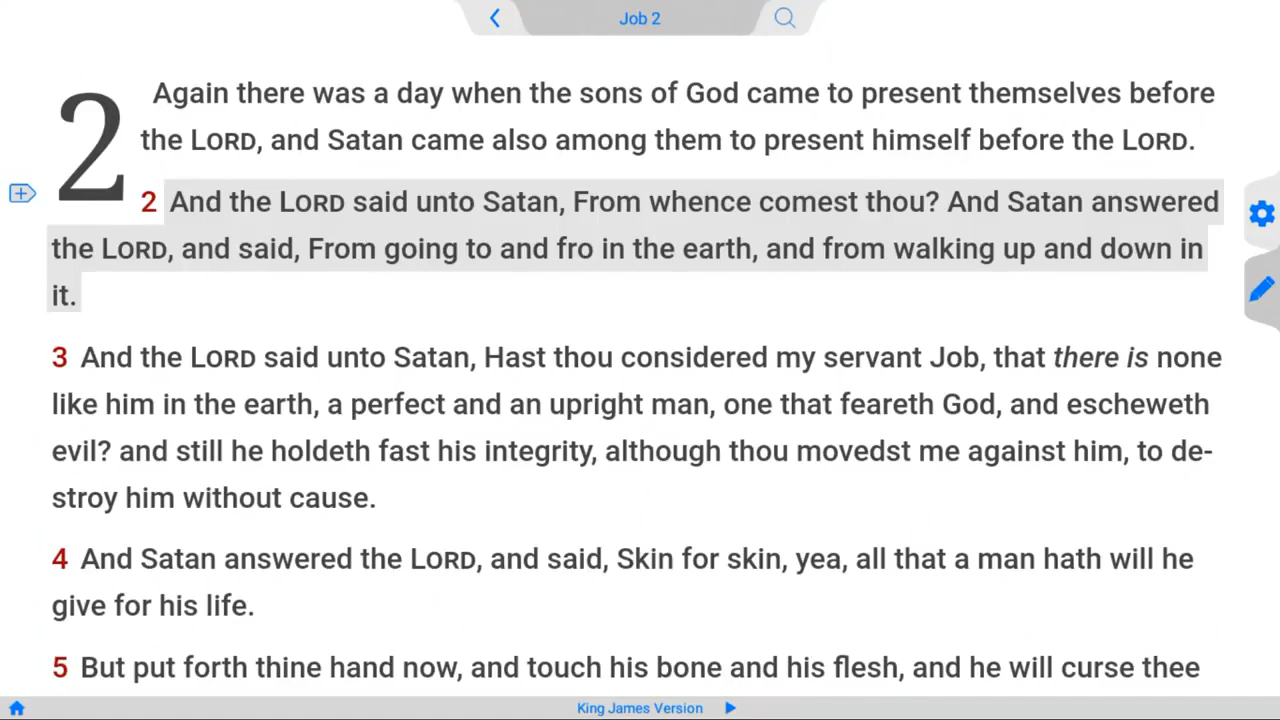 Job 2
2 Again there was a day when the sons of God came to present themselves before
the LORD, and Satan came also among them to present himself before the LORD.
2 And the LORD said unto Satan, From whence comest thou? And Satan answered
the LORD, and said, From going to and fro in the earth, and from walking up and down in
it.
3 And the LORD said unto Satan, Hast thou considered my servant Job, that there is none
like him in the earth, a perfect and an upright man, one that feareth God, and escheweth
evil? and still he holdeth fast his integrity, although thou movedst me against him, to de-
stroy him without cause.
4 And Satan answered the LORD, and said, Skin for skin, yea, all that a man hath will he
give for his life.
5 But put forth thine hand now, and touch his bone and his flesh, and he will curse thee
King James Version